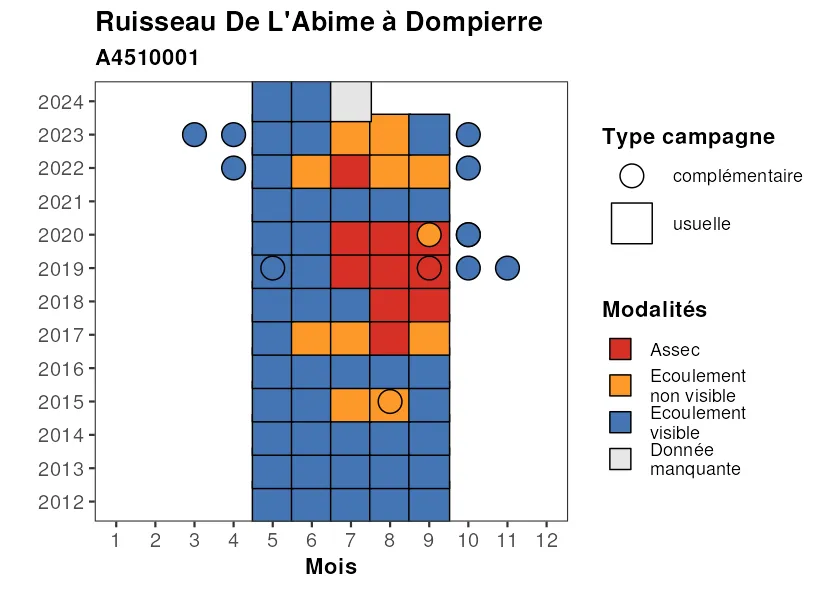 Ruisseau De L'Abime à Dompierre
A4510001
2024
2023
2022
2021
2020
2019
2018
2017
2016
2015
2014
2013
2012
1 2 3 4 5 6 7 8 9 10 11 12
Mois
Type campagne
complémentaire
usuelle
Modalités
Assec
Ecoulement
non visible
Ecoulement
visible
Donnée
manquante